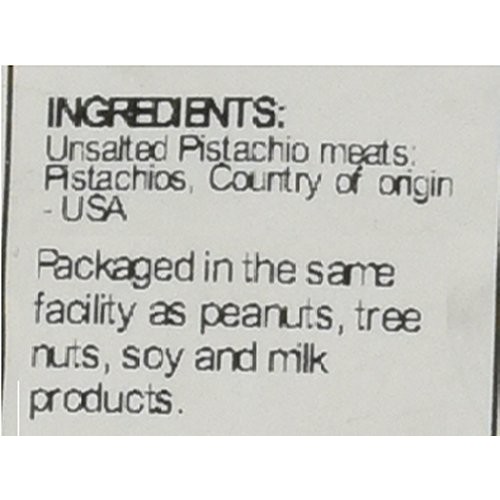 INGREDIENTS:
Unsalted Pistachio meats:
Pistachios, Country of origin
- USA
Packaged in the same
facility as peanuts, tree
nuts, soy and milk
products.